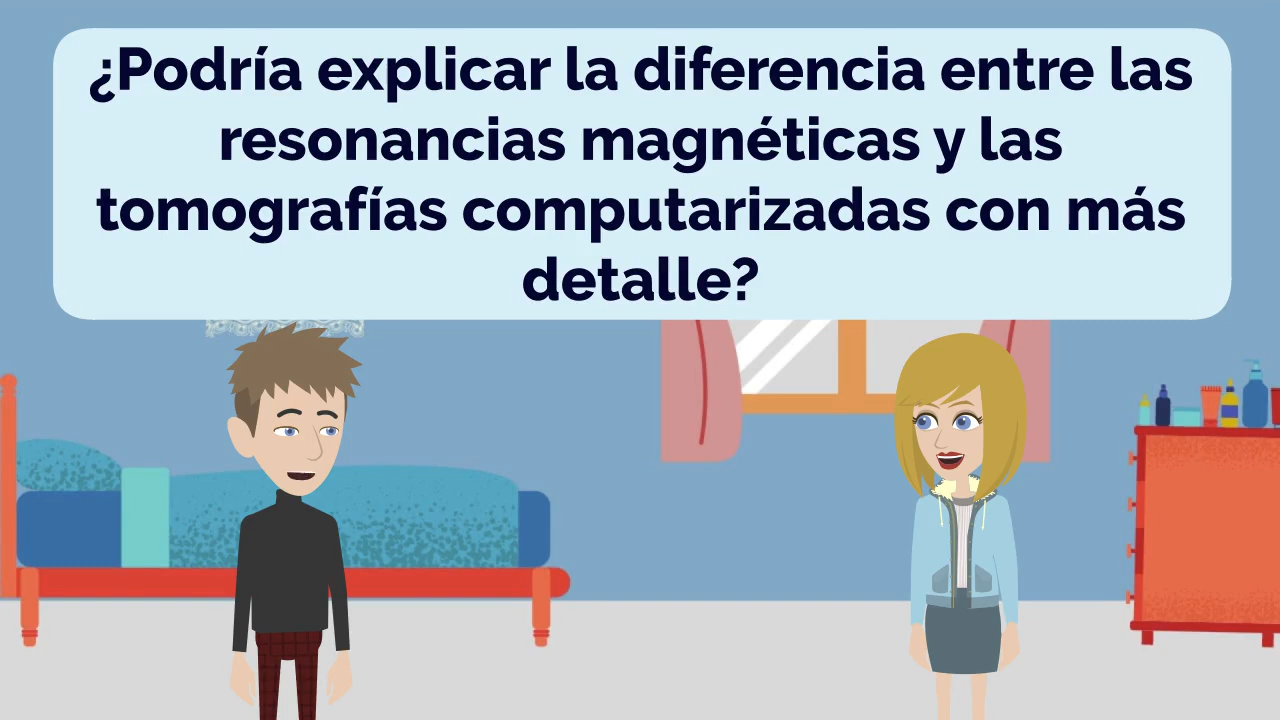 ¿Podría explicar la diferencia entre las
resonancias magnéticas y las
tomografías computarizadas con más
detalle?